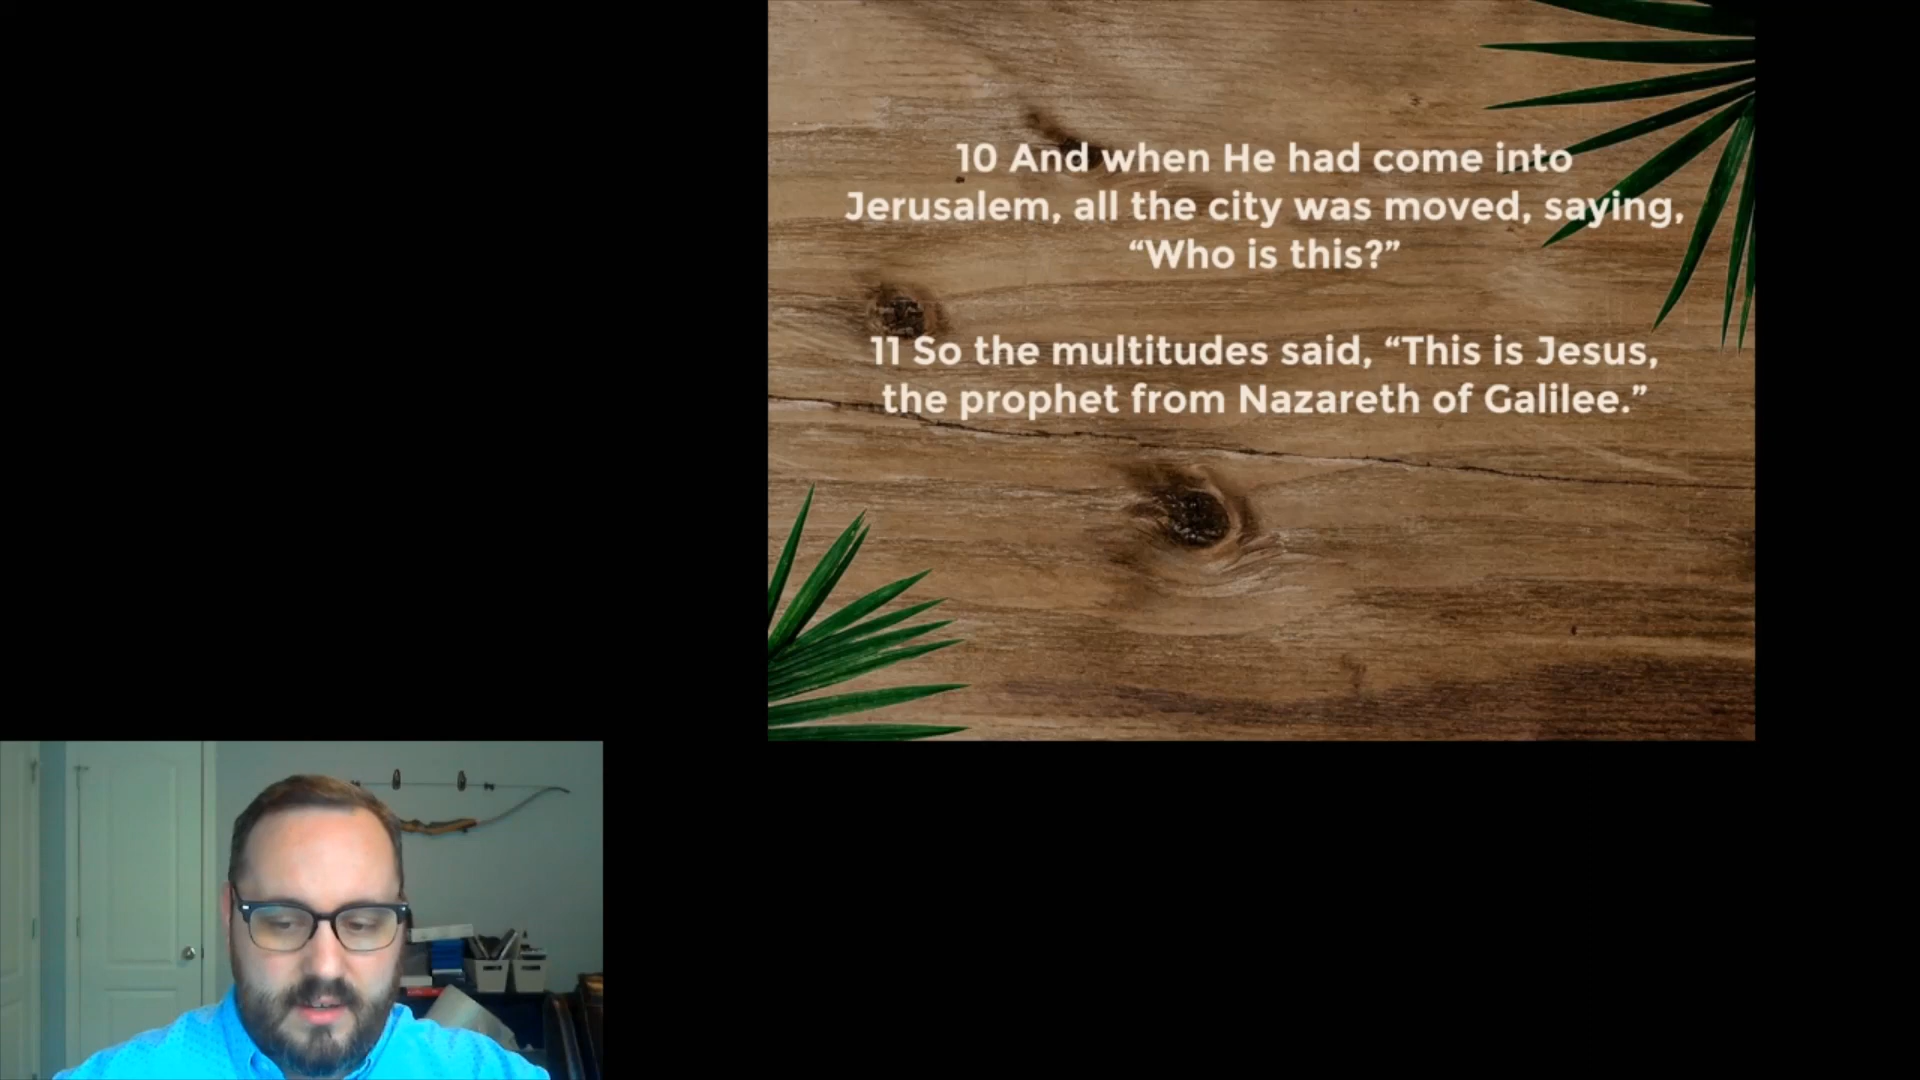 10 And when He had come into
Jerusalem, all the city was moved, saying,
“Who is this?”
11 So the multitudes said, “This is Jesus,
the prophet from Nazareth of Galilee.”